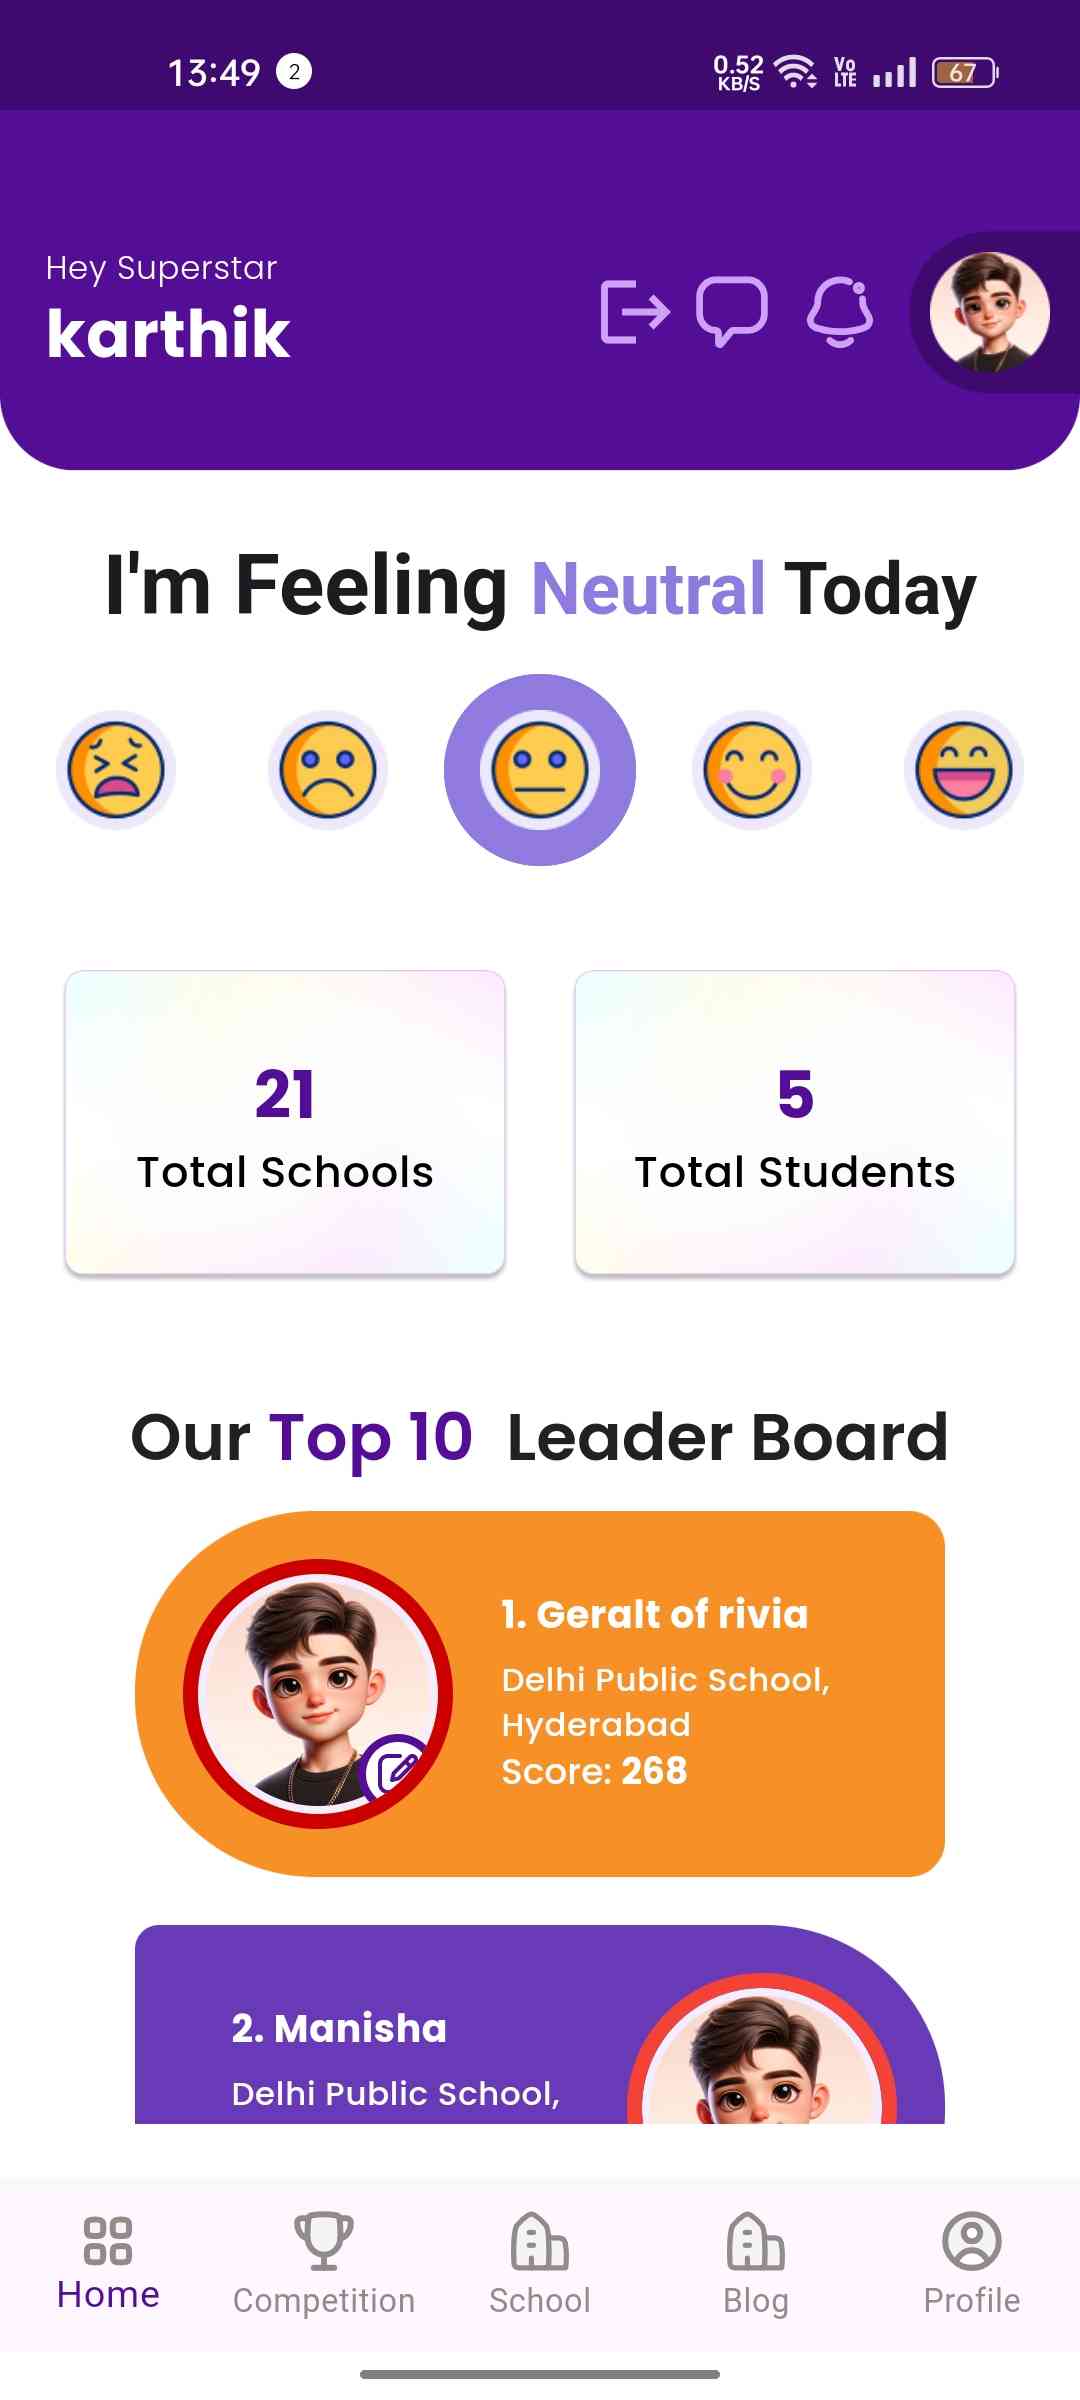 13:49 2 0.52 KB/S Vo LTE 67
Hey Superstar
karthik
I'm Feeling Neutral Today
21
Total Schools
5
Total Students
Our Top 10 Leader Board
1. Geralt of rivia
Delhi Public School,
Hyderabad
Score: 268
2. Manisha
Delhi Public School,
Home Competition School Blog Profile